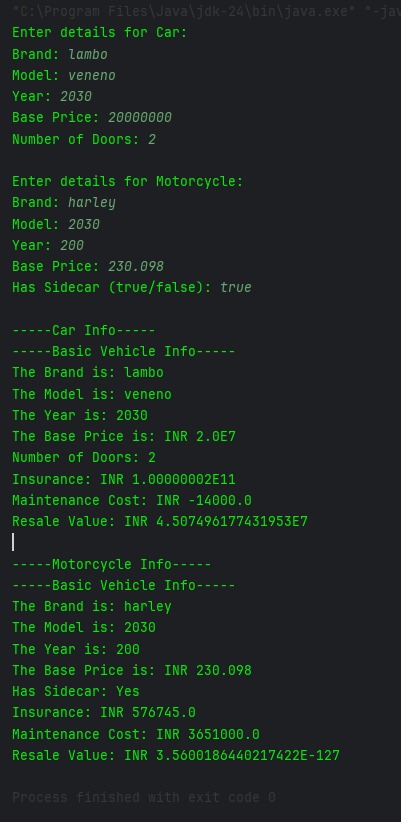 "C:\Program Files\Java\jdk-24\bin\java.exe" "-jav
Enter details for Car:
Brand: lambo
Model: veneno
Year: 2030
Base Price: 20000000
Number of Doors: 2
Enter details for Motorcycle:
Brand: harley
Model: 2030
Year: 200
Base Price: 230.098
Has Sidecar (true/false): true
-----Car Info-----
-----Basic Vehicle Info-----
The Brand is: lambo
The Model is: veneno
The Year is: 2030
The Base Price is: INR 2.0E7
Number of Doors: 2
Insurance: INR 1.00000002E11
Maintenance Cost: INR -14000.0
Resale Value: INR 4.507496177431953E7
-----Motorcycle Info-----
-----Basic Vehicle Info-----
The Brand is: harley
The Model is: 2030
The Year is: 200
The Base Price is: INR 230.098
Has Sidecar: Yes
Insurance: INR 576745.0
Maintenance Cost: INR 3651000.0
Resale Value: INR 3.5600186440217422E-127
Process finished with exit code 0